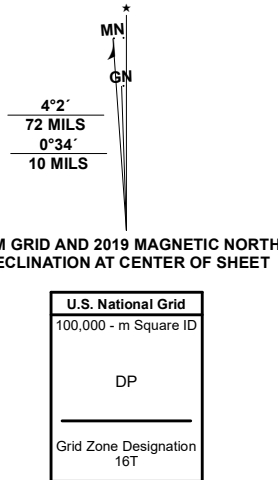 MN
GN
4°2´
72 MILS
0°34´
10 MILS
M GRID AND 2019 MAGNETIC NORTH
ECLINATION AT CENTER OF SHEET
U.S. National Grid
100,000 - m Square ID
DP
Grid Zone Designation
16T